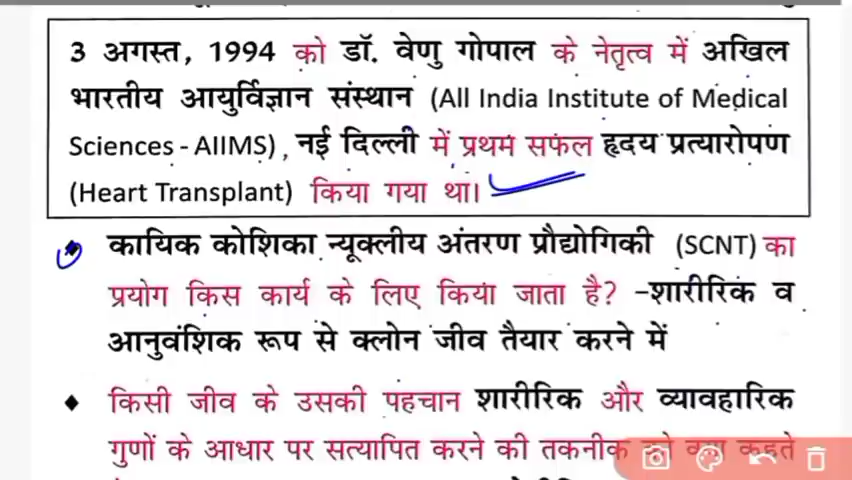 3 अगस्त, 1994 को डॉ. वेणु गोपाल के नेतृत्व में अखिल
भारतीय आयुर्विज्ञान संस्थान (All India Institute of Medical
Sciences - AIIMS), नई दिल्ली में प्रथम सफल हृदय प्रत्यारोपण
(Heart Transplant) किया गया था।
कायिक कोशिका न्यूक्लीय अंतरण प्रौद्योगिकी (SCNT) का
प्रयोग किस कार्य के लिए किया जाता है? –शारीरिक व
आनुवंशिक रूप से क्लोन जीव तैयार करने में
किसी जीव के उसकी पहचान शारीरिक और व्यावहारिक
गुणों के आधार पर सत्यापित करने की तकनीक को क्या कहते